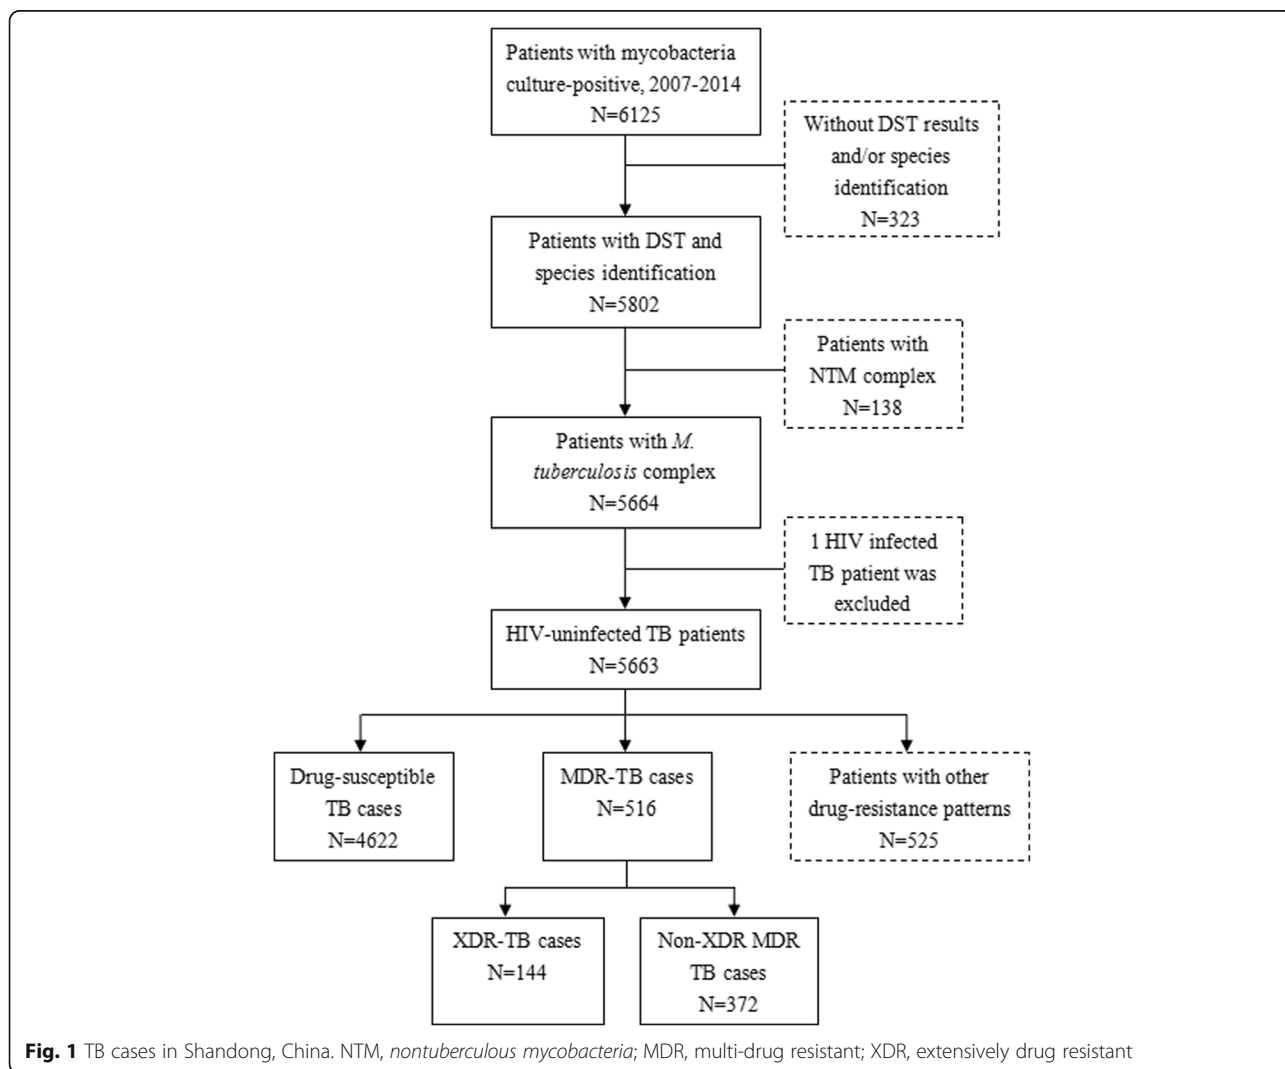 Patients with mycobacteria
culture-positive, 2007-2014
N=6125
Without DST results
and/or species
identification
N=323
Patients with DST and
species identification
N=5802
Patients with
NTM complex
N=138
Patients with M.
tuberculosis complex
N=5664
1 HIV infected
TB patient was
excluded
HIV-uninfected TB patients
N=5663
Drug-susceptible
TB cases
N=4622
MDR-TB cases
N=516
Patients with other
drug-resistance patterns
N=525
XDR-TB cases
N=144
Non-XDR MDR
TB cases
N=372
Fig. 1 TB cases in Shandong, China. NTM, nontuberculous mycobacteria; MDR, multi-drug resistant; XDR, extensively drug resistant